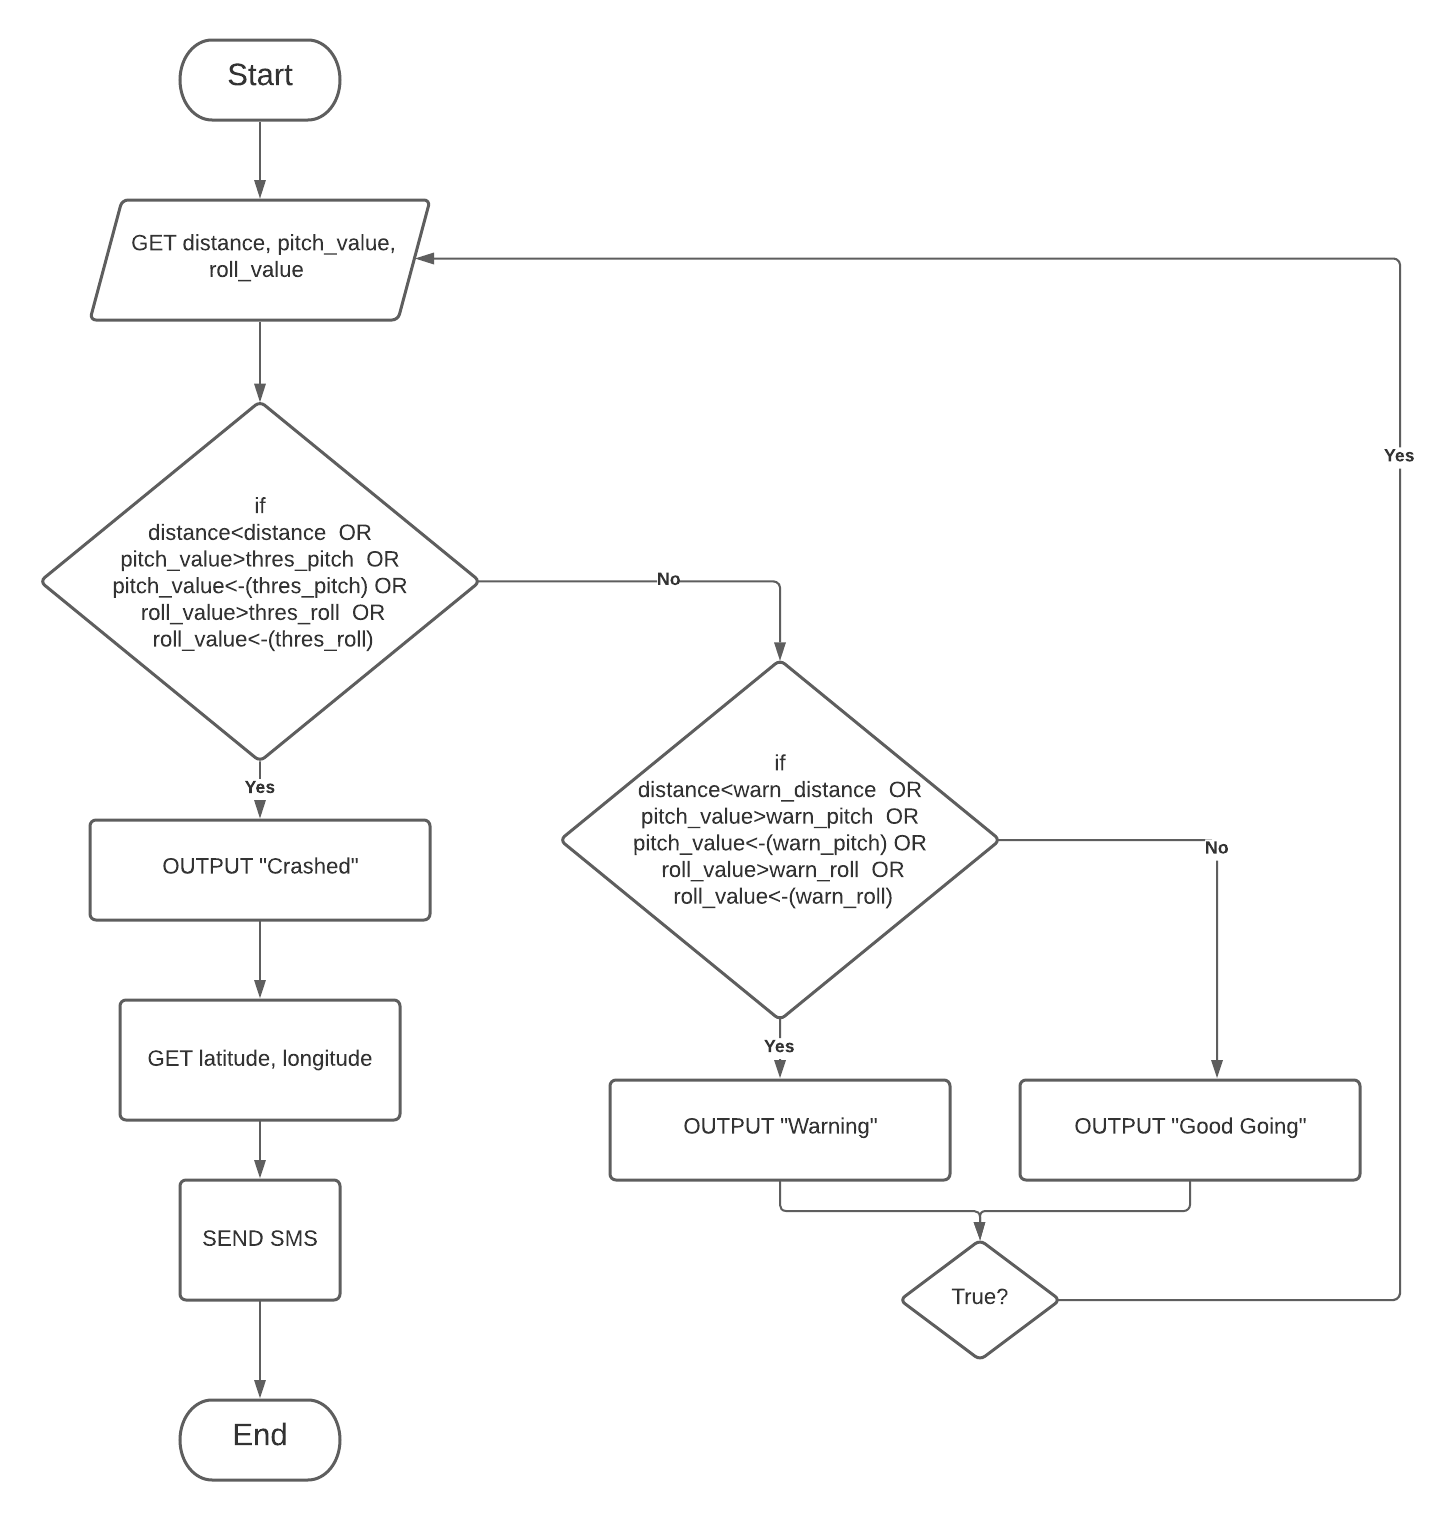 Start
GET distance, pitch_value,
roll_value
if
distance<distance  OR
pitch_value>thres_pitch  OR
pitch_value<-(thres_pitch) OR
roll_value>thres_roll  OR
roll_value<-(thres_roll)
No
Yes
Yes
OUTPUT "Crashed"
GET latitude, longitude
SEND SMS
End
if
distance<warn_distance  OR
pitch_value>warn_pitch  OR
pitch_value<-(warn_pitch) OR
roll_value>warn_roll  OR
roll_value<-(warn_roll)
No
Yes
OUTPUT "Warning"
OUTPUT "Good Going"
True?